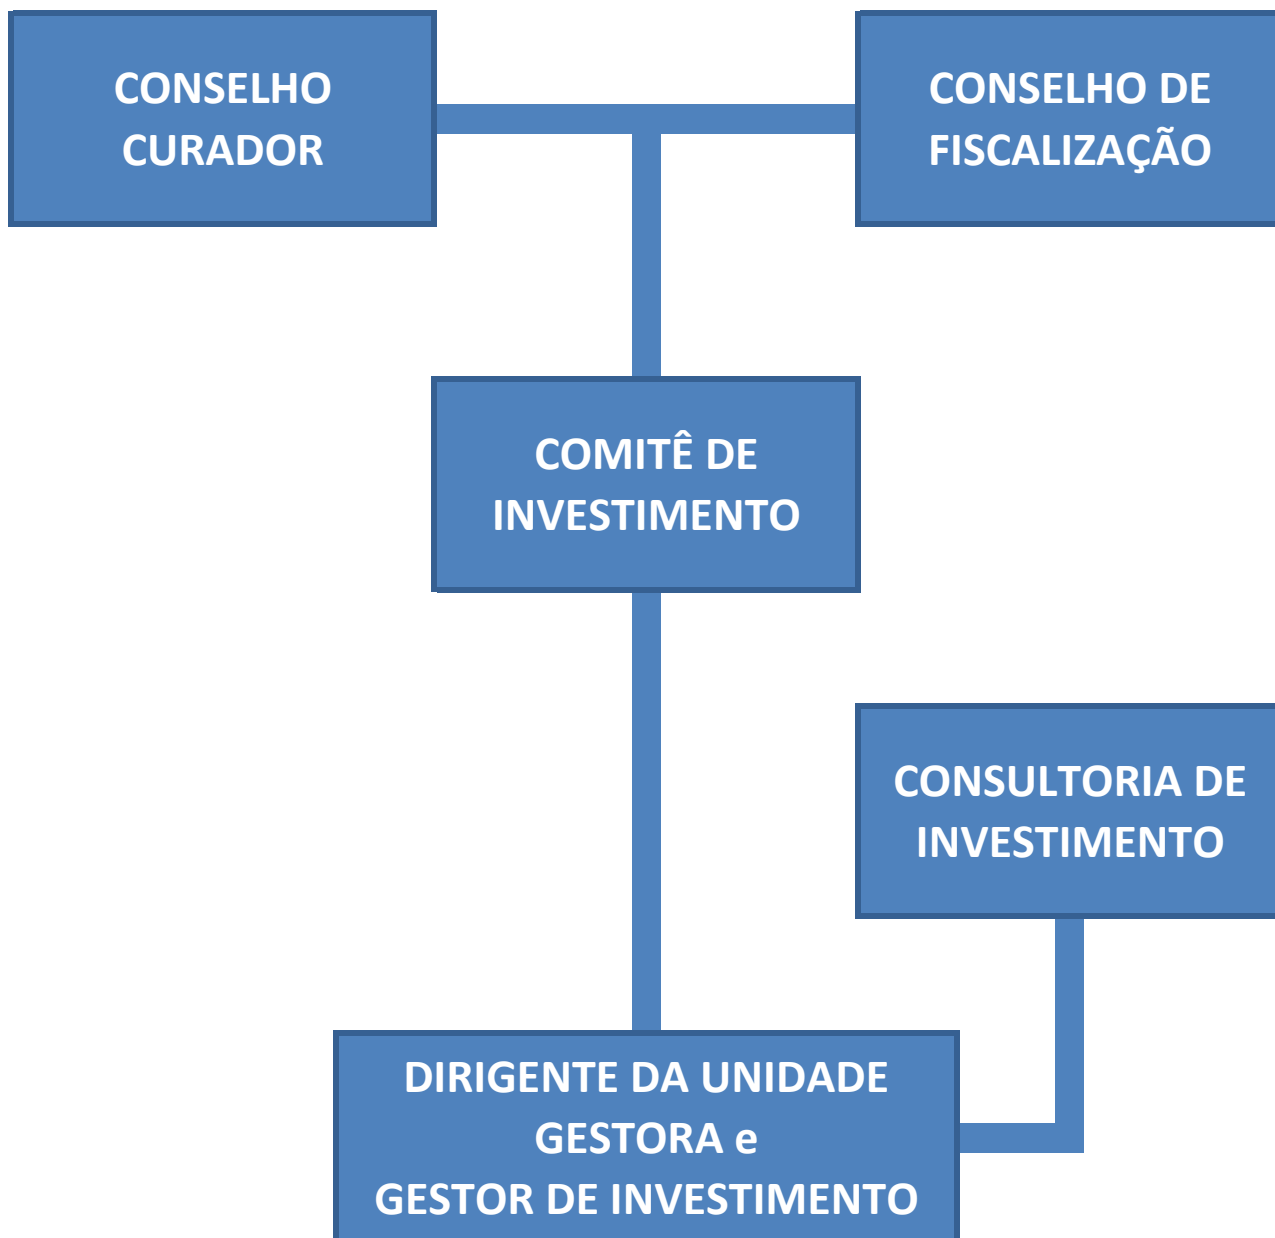 CONSELHO
CURADOR
CONSELHO DE
FISCALIZAÇÃO
COMITÊ DE
INVESTIMENTO
CONSULTORIA DE
INVESTIMENTO
DIRIGENTE DA UNIDADE
GESTORA e
GESTOR DE INVESTIMENTO